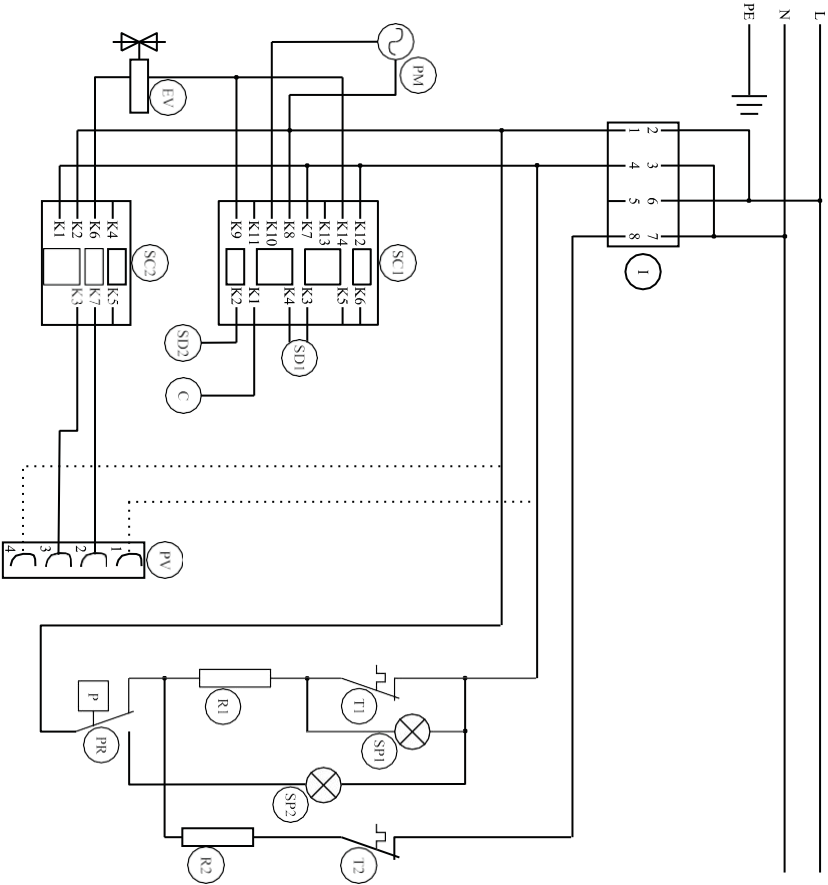 PE
N
L
PM
EV
1
2
4
3
5
6
8
7
I
K1
K2
K6
K4
K3
K7
K5
SC2
K9
K11
K10
K8
K7
K13
K14
K12
K2
K1
K4
K3
K5
K6
SC1
SD2
SD1
C
4
3
2
1
PV
P
PR
R1
T1
SP1
SP2
R2
T2